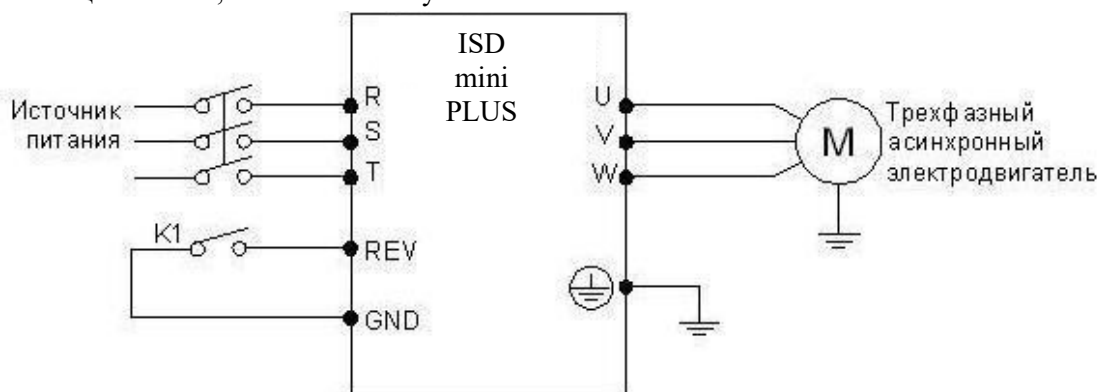 ISD
mini
PLUS
Источник
питания
R
S
T
K1
REV
GND
U
V
W
M
Трехфазный
асинхронный
электродвигатель